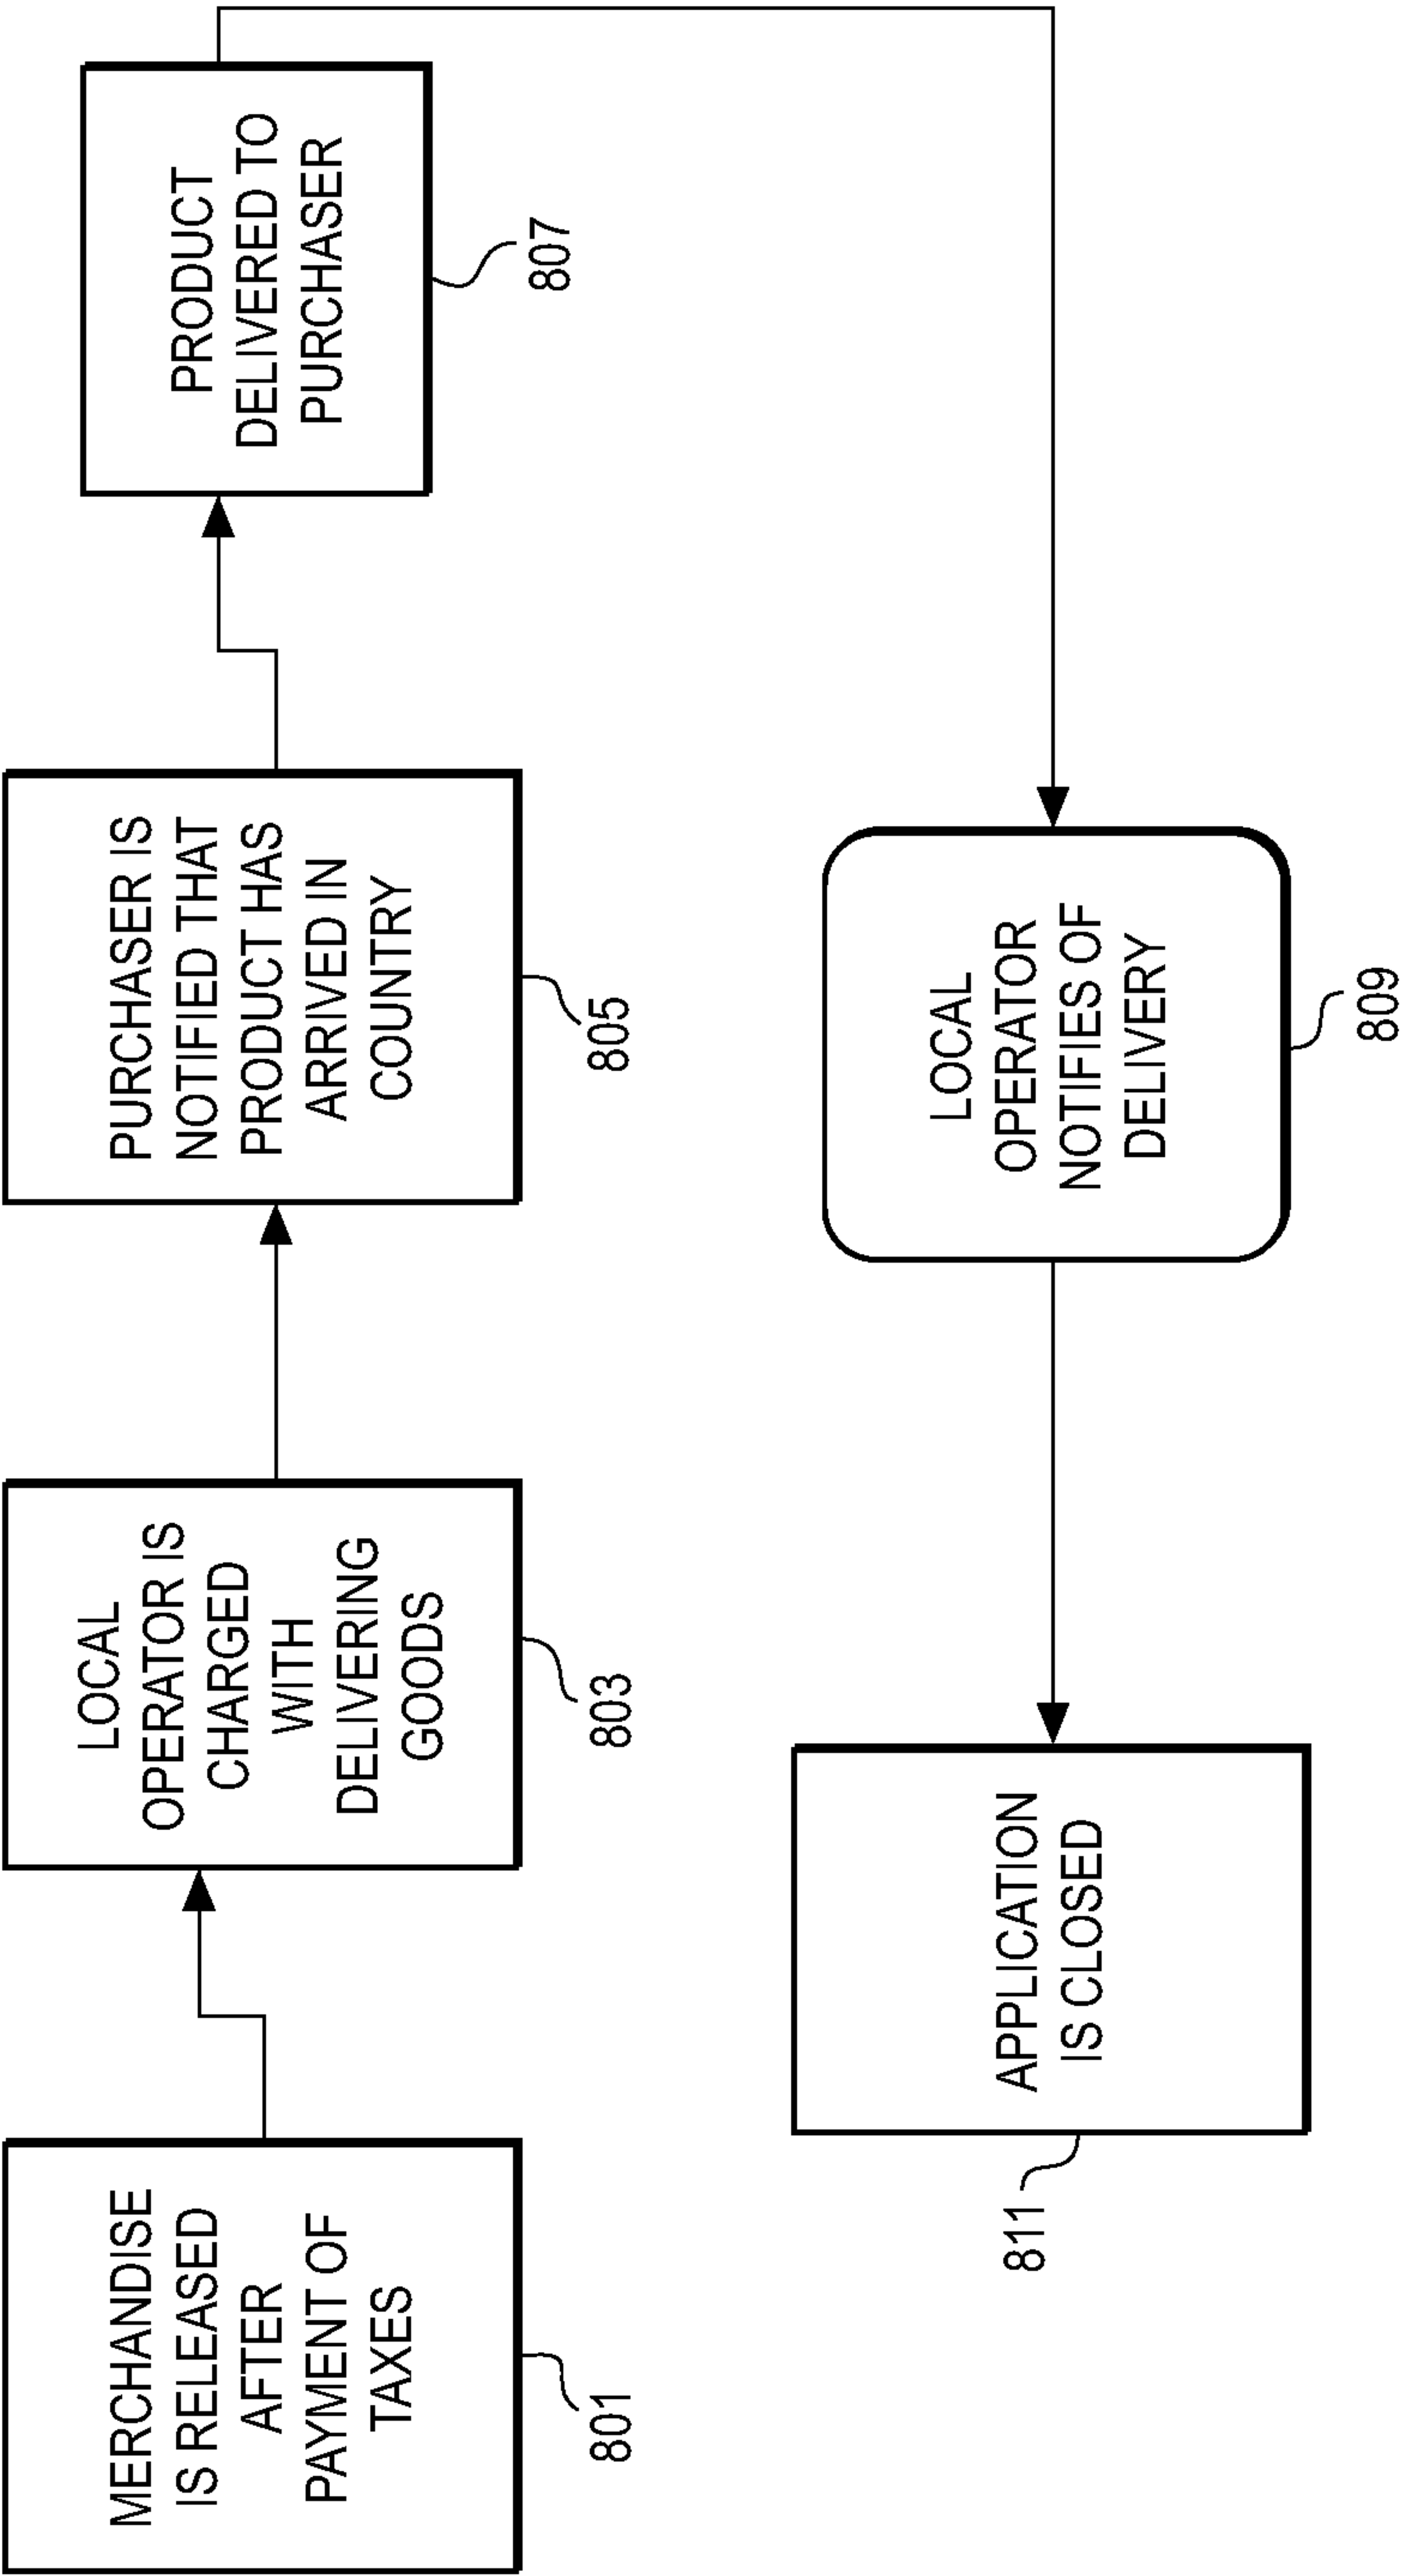 MERCHANDISE
IS RELEASED
AFTER
PAYMENT OF
TAXES
801
LOCAL
OPERATOR IS
CHARGED
WITH
DELIVERING
GOODS
803
PURCHASER IS
NOTIFIED THAT
PRODUCT HAS
ARRIVED IN
COUNTRY
805
PRODUCT
DELIVERED TO
PURCHASER
807
LOCAL
OPERATOR
NOTIFIES OF
DELIVERY
809
APPLICATION
IS CLOSED
811